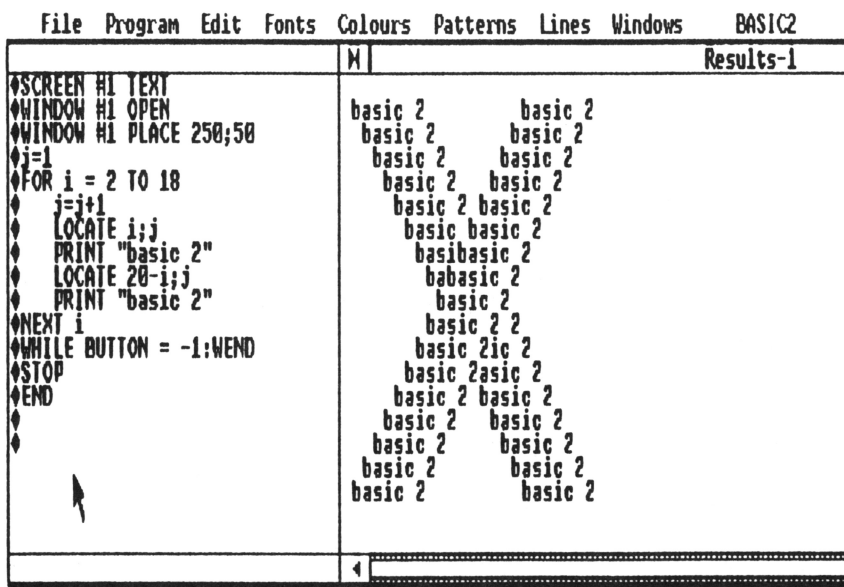 File Program Edit Fonts Colours Patterns Lines Windows BASIC2
Results-1
SCREEN #1 TEXT
WINDOW #1 OPEN
WINDOW #1 PLACE 250;50
j=1
FOR i = 2 TO 18
j=j+1
LOCATE i;j
PRINT "basic 2"
LOCATE 20-i;j
PRINT "basic 2"
NEXT i
WHILE BUTTON = -1:WEND
STOP
END
basic 2 basic 2
basic 2 basic 2
basic 2 basic 2
basic 2 basic 2
basic 2 basic 2
basic basic 2
basibasic 2
babasic 2
basic 2
basic 2 2
basic 2ic 2
basic 2asic 2
basic 2 basic 2
basic 2 basic 2
basic 2 basic 2
basic 2 basic 2
basic 2 basic 2